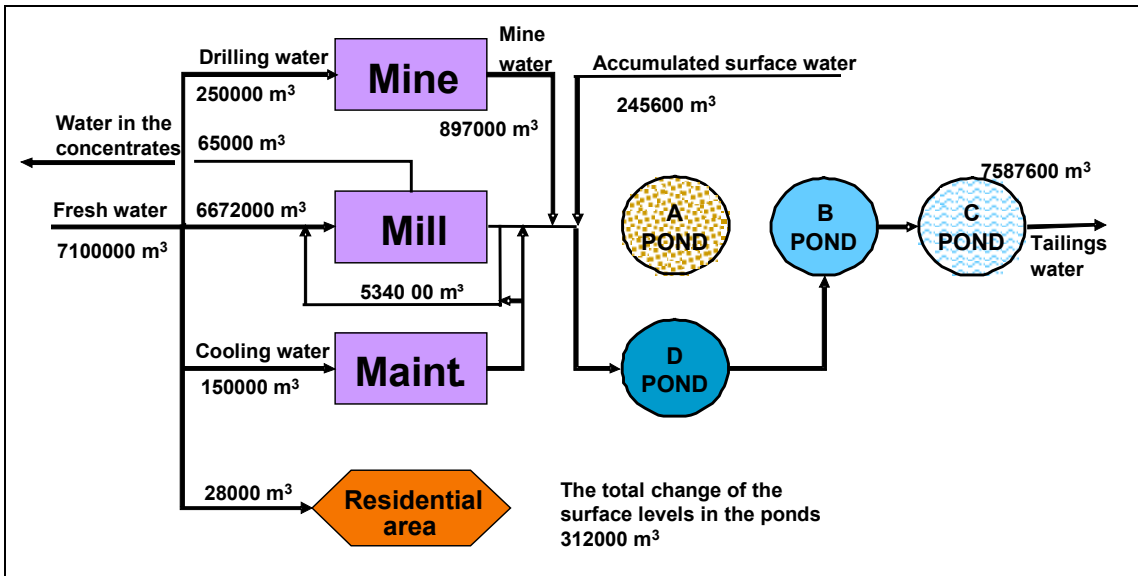 Drilling water
250000 m³
Mine
Mine
water
897000 m³
Accumulated surface water
245600 m³
Water in the
concentrates
65000 m³
Fresh water
7100000 m³
6672000 m³
Mill
5340 00 m³
A
POND
B
POND
C
POND
7587600 m³
Tailings
water
Cooling water
150000 m³
Maint.
D
POND
28000 m³
Residential
area
The total change of the
surface levels in the ponds
312000 m³